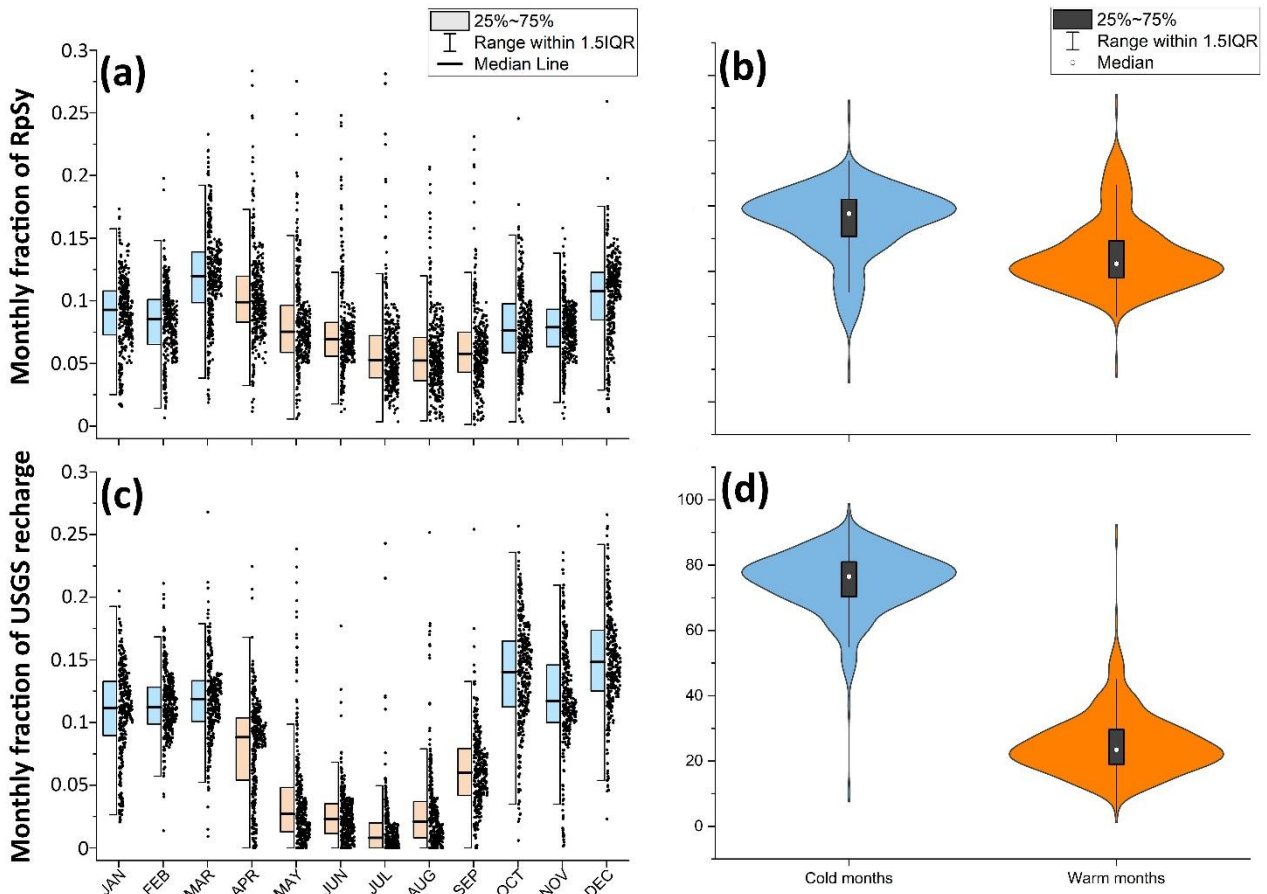 25%~75%
Range within 1.5IQR
Median Line
25%~75%
Range within 1.5IQR
Median
(a)
Monthly fraction of RpSy
0.3
0.25
0.2
0.15
0.1
0.05
0
(b)
(c)
Monthly fraction of USGS recharge
0.3
0.25
0.2
0.15
0.1
0.05
0
JAN FEB MAR APR MAY JUN JUL AUG SEP OCT NOV DEC
(d)
100
80
60
40
20
0
Cold months Warm months